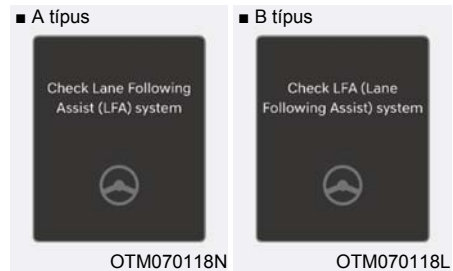 ■ A típus
Check Lane Following
Assist (LFA) system
OTM070118N
■ B típus
Check LFA (Lane
Following Assist) system
OTM070118L